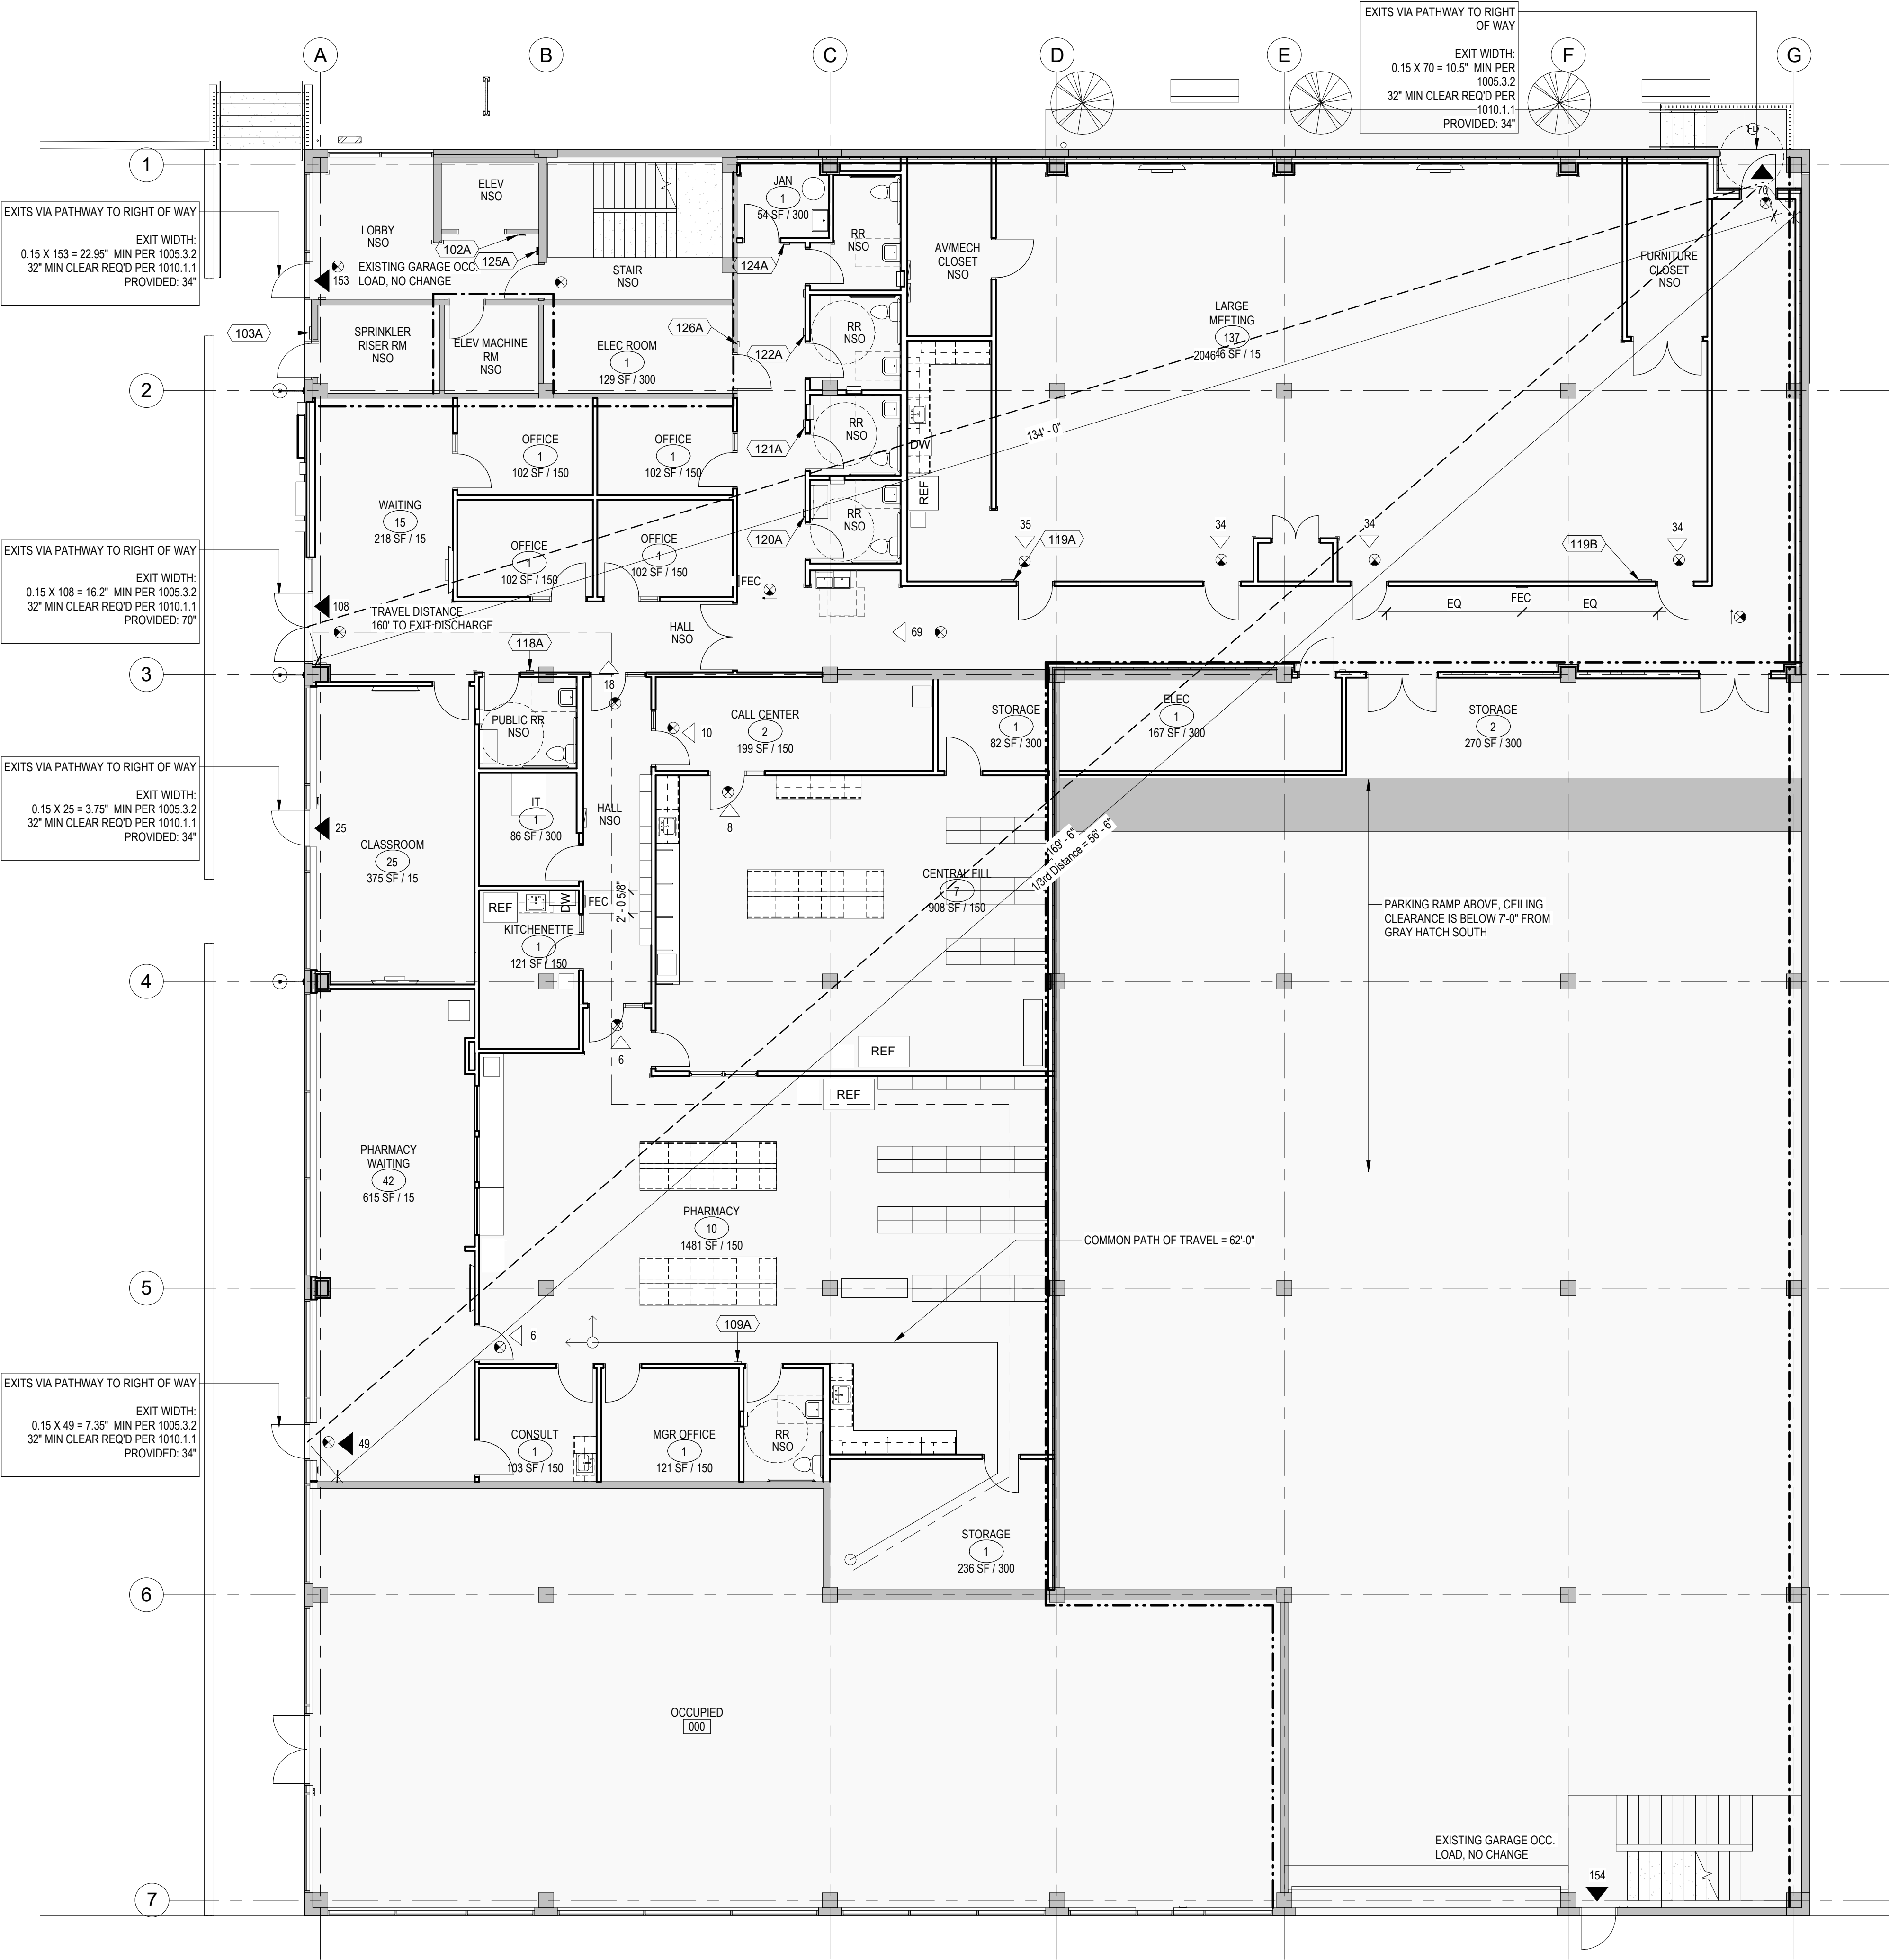 EXITS VIA PATHWAY TO RIGHT
OF WAY
EXIT WIDTH:
0.15 X 70 = 10.5" MIN PER
1005.3.2
32" MIN CLEAR REQ'D PER
1010.1.1
PROVIDED: 34"
A
B
C
D
E
F
G
FD
1
JAN
1
54 SF / 300
ELEV
NSO
70
EXITS VIA PATHWAY TO RIGHT OF WAY
EXIT WIDTH:
0.15 X 153 = 22.95" MIN PER 1005.3.2
32" MIN CLEAR REQ'D PER 1010.1.1
PROVIDED: 34"
LOBBY
NSO
102A
125A
153
EXISTING GARAGE OCC.
LOAD, NO CHANGE
STAIR
NSO
124A
RR
NSO
AV/MECH
CLOSET
NSO
FURNITURE
CLOSET
NSO
LARGE
MEETING
137
204646 SF / 15
103A
SPRINKLER
RISER RM
NSO
ELEV MACHINE
RM
NSO
ELEC ROOM
1
129 SF / 300
126A
122A
RR
NSO
2
134' - 0"
OFFICE
1
102 SF / 150
OFFICE
1
102 SF / 150
121A
RR
NSO
DW
REF
WAITING
15
218 SF / 15
OFFICE
1
102 SF / 150
OFFICE
1
102 SF / 150
120A
RR
NSO
35
119A
34
34
119B
34
EXITS VIA PATHWAY TO RIGHT OF WAY
EXIT WIDTH:
0.15 X 108 = 16.2" MIN PER 1005.3.2
32" MIN CLEAR REQ'D PER 1010.1.1
PROVIDED: 70"
FEC
FEC
EQ
EQ
108
TRAVEL DISTANCE
160' TO EXIT DISCHARGE
HALL
NSO
69
118A
3
18
PUBLIC RR
NSO
CALL CENTER
2
199 SF / 150
10
STORAGE
1
82 SF / 300
ELEC
1
167 SF / 300
STORAGE
2
270 SF / 300
EXITS VIA PATHWAY TO RIGHT OF WAY
EXIT WIDTH:
0.15 X 25 = 3.75" MIN PER 1005.3.2
32" MIN CLEAR REQ'D PER 1010.1.1
PROVIDED: 34"
25
CLASSROOM
25
375 SF / 15
IT
1
86 SF / 300
HALL
NSO
8
169' - 6"
1/3rd Distance = 56' - 6"
CENTRAL FILL
7
908 SF / 150
REF
DW
FEC
2' - 0 5/8"
KITCHENETTE
1
121 SF / 150
PARKING RAMP ABOVE, CEILING
CLEARANCE IS BELOW 7'-0" FROM
GRAY HATCH SOUTH
4
6
REF
REF
PHARMACY
WAITING
42
615 SF / 15
PHARMACY
10
1481 SF / 150
COMMON PATH OF TRAVEL = 62'-0"
5
6
109A
EXITS VIA PATHWAY TO RIGHT OF WAY
EXIT WIDTH:
0.15 X 49 = 7.35" MIN PER 1005.3.2
32" MIN CLEAR REQ'D PER 1010.1.1
PROVIDED: 34"
49
CONSULT
1
103 SF / 150
MGR OFFICE
1
121 SF / 150
RR
NSO
STORAGE
1
236 SF / 300
6
OCCUPIED
000
EXISTING GARAGE OCC.
LOAD, NO CHANGE
154
7